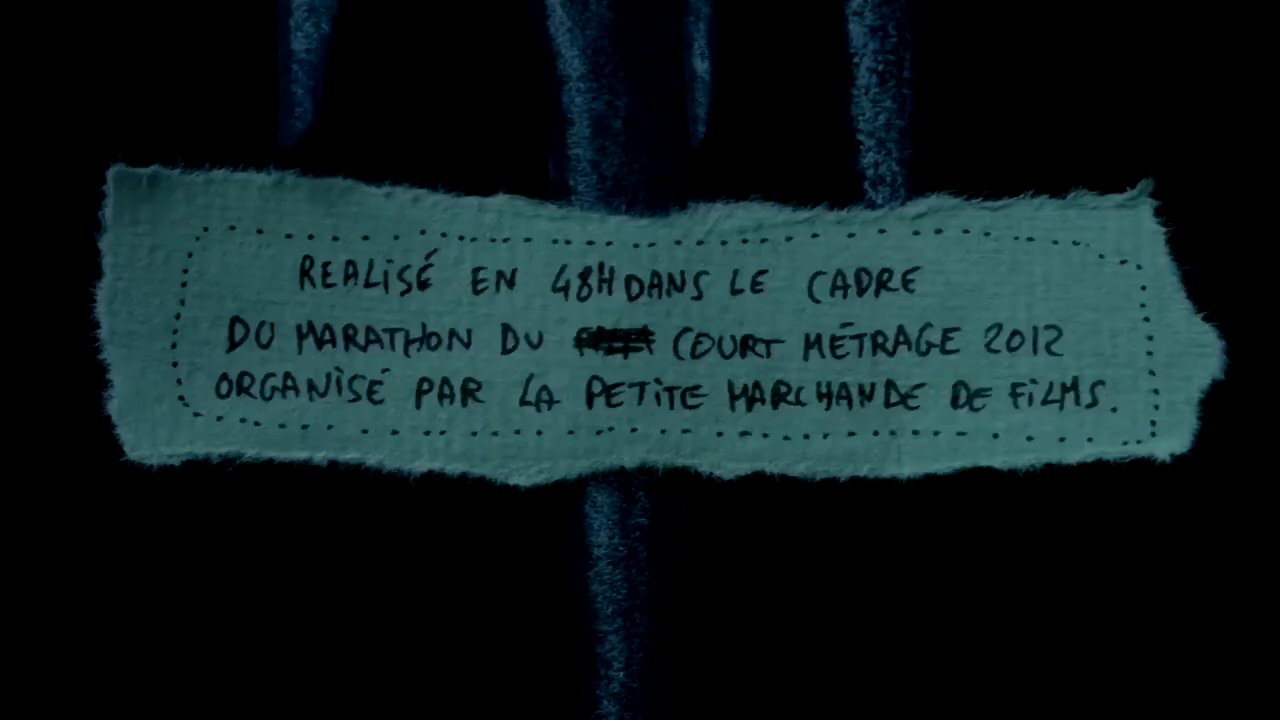 REALiSÉ EN 48H DANS LE CADRE
DU MARATHON DU COURT MÉTRAGE 2012
ORGANiSÉ PAR LA PETiTE MARCHANDE DE FiLMS.